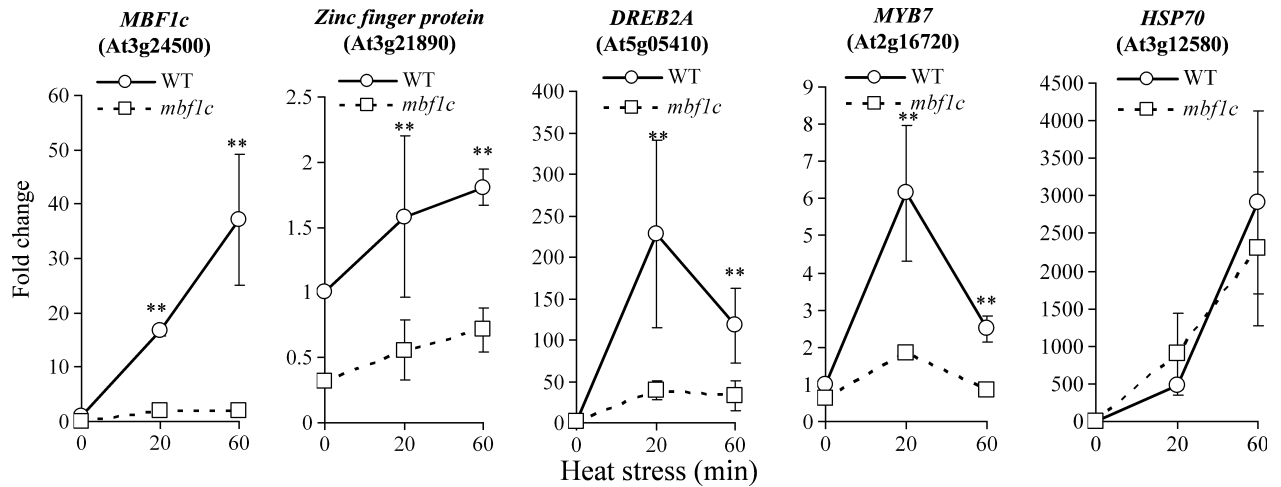 MBF1c
(At3g24500)
WT
mbf1c
60
50
40
30
20
10
0
**
**
0 20 60
Fold change
Zinc finger protein
(At3g21890)
WT
mbf1c
2.5
2
1.5
1
0.5
0
**
**
0 20 60
DREB2A
(At5g05410)
WT
mbf1c
400
350
300
250
200
150
100
50
0
**
**
0 20 60
MYB7
(At2g16720)
WT
mbf1c
9
8
7
6
5
4
3
2
1
0
**
**
0 20 60
HSP70
(At3g12580)
WT
mbf1c
4500
4000
3500
3000
2500
2000
1500
1000
500
0
0 20 60
Heat stress (min)